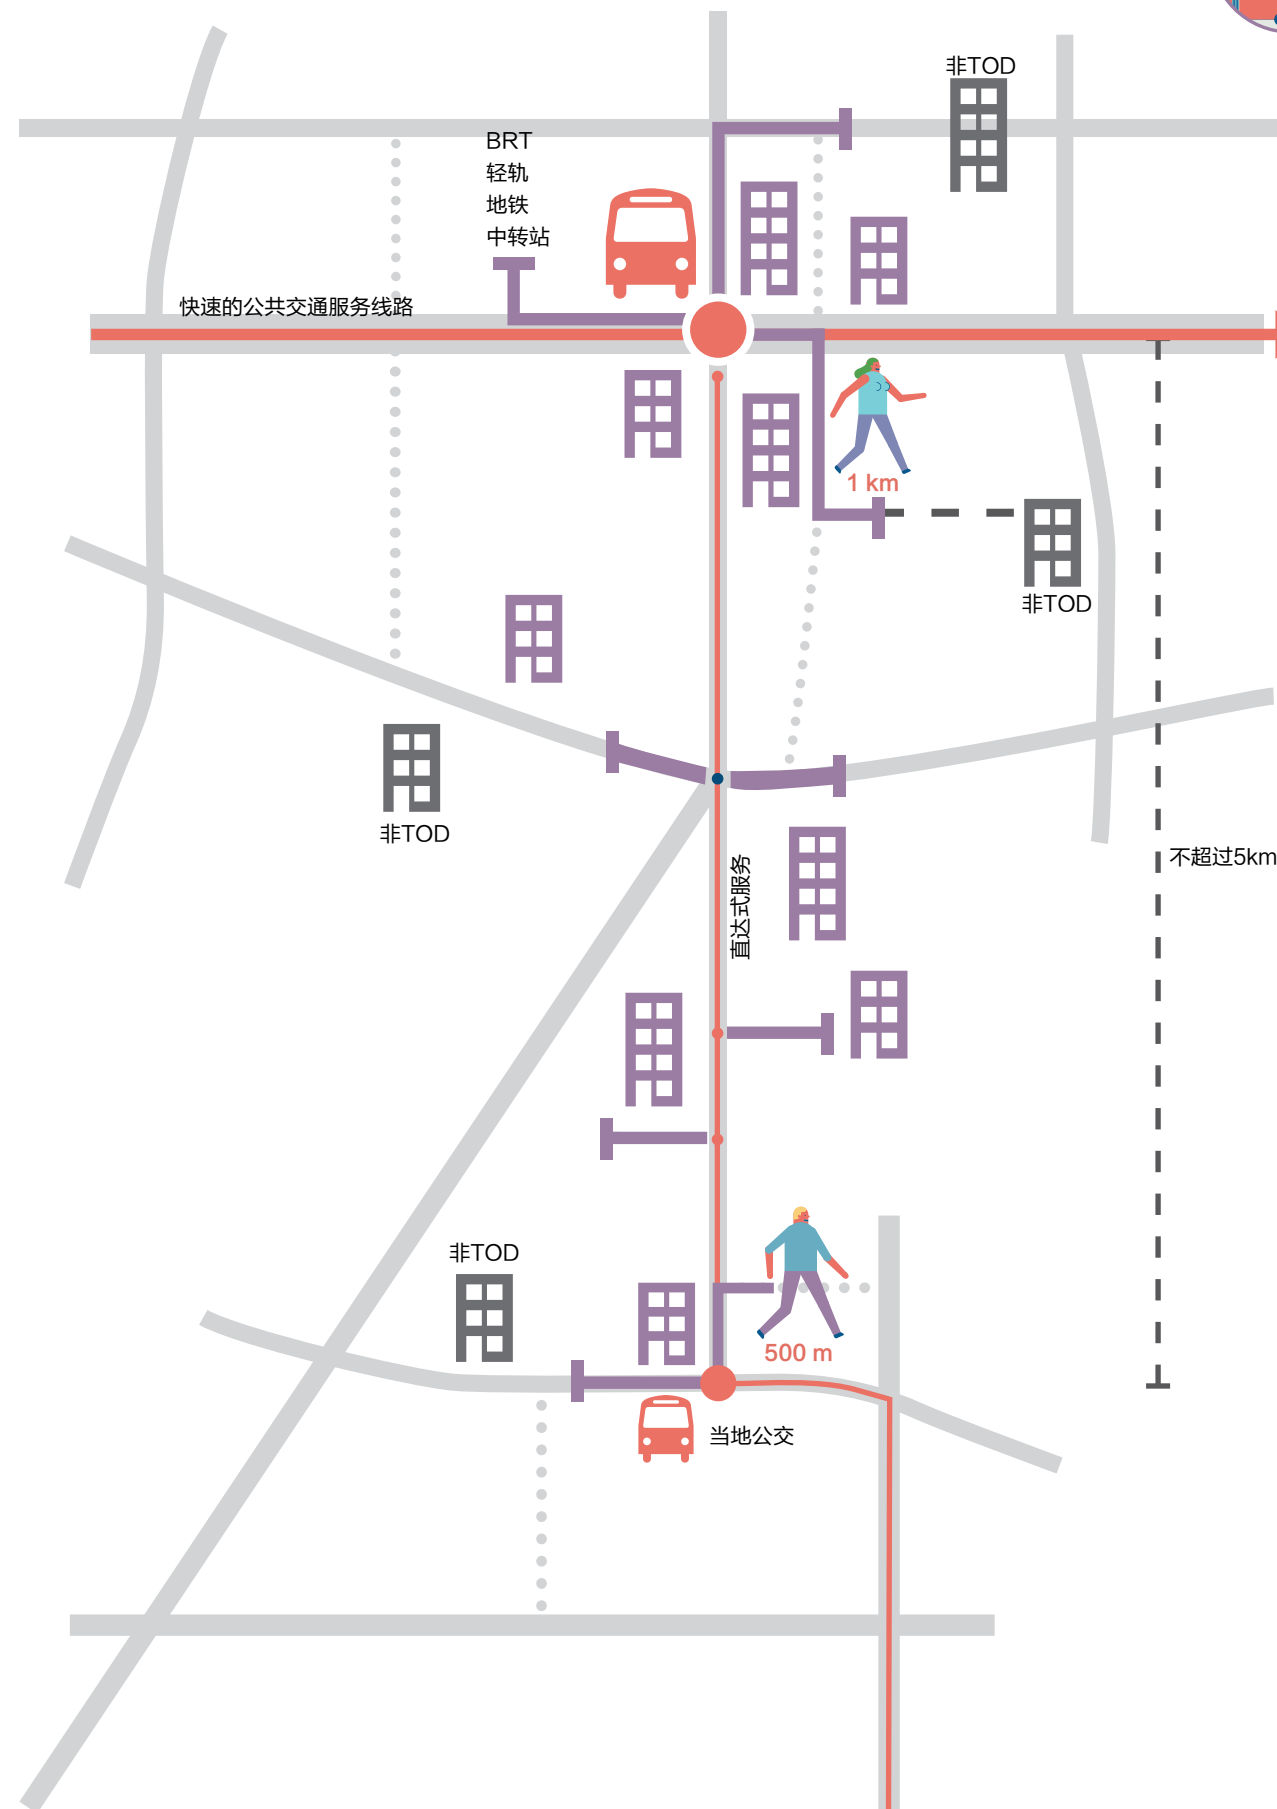 非TOD
BRT
轻轨
地铁
中转站
快速的公共交通服务线路
1 km
非TOD
非TOD
直达式服务
不超过5km
非TOD
500 m
当地公交